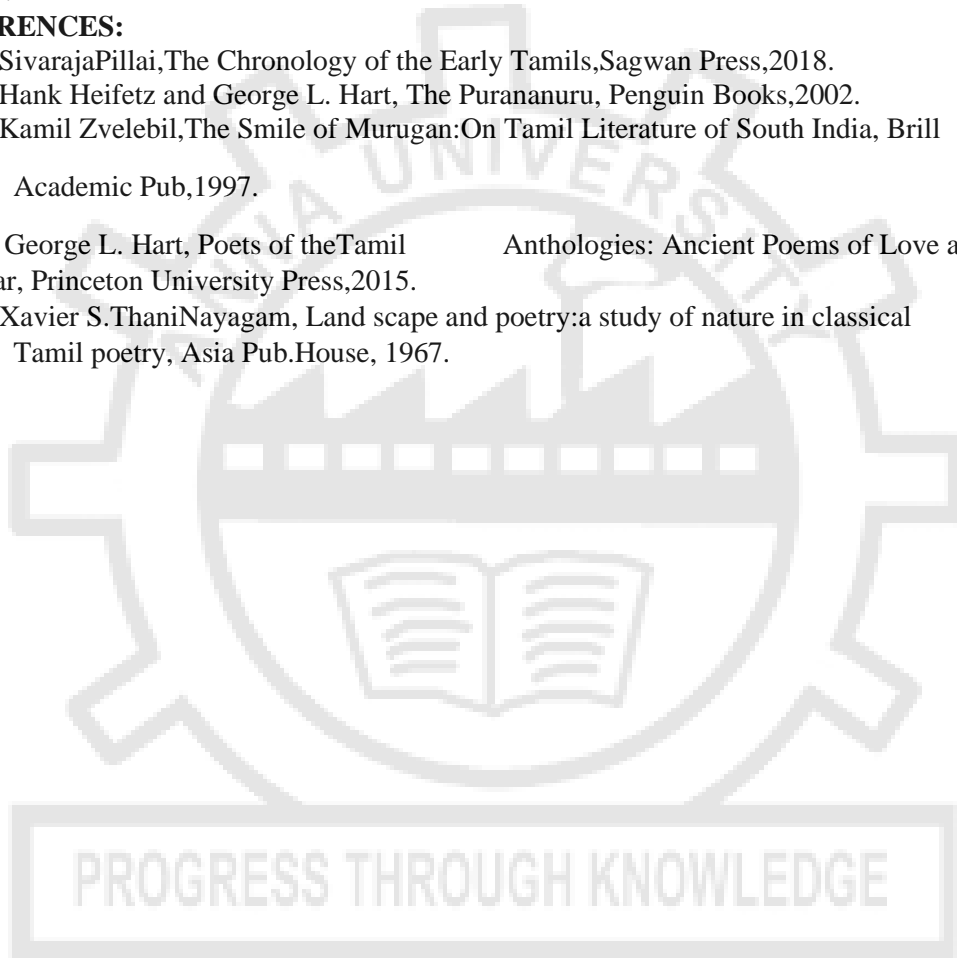 RENCES:
SivarajaPillai,The Chronology of the Early Tamils,Sagwan Press,2018.
Hank Heifetz and George L. Hart, The Purananuru, Penguin Books,2002.
Kamil Zvelebil,The Smile of Murugan:On Tamil Literature of South India, Brill
Academic Pub,1997.
George L. Hart, Poets of theTamil Anthologies: Ancient Poems of Love a
ar, Princeton University Press,2015.
Xavier S.ThaniNayagam, Land scape and poetry:a study of nature in classical
Tamil poetry, Asia Pub.House, 1967.
ANNA UNIVERSITY
PROGRESS THROUGH KNOWLEDGE